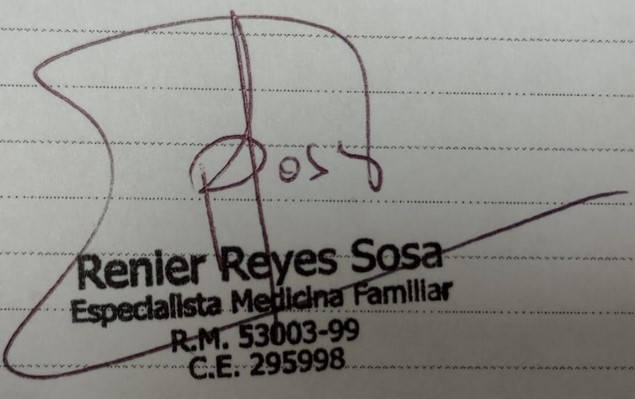 Renier Reyes Sosa
Especialista Medicina Familiar
R.M. 53003-99
C.E. 295998